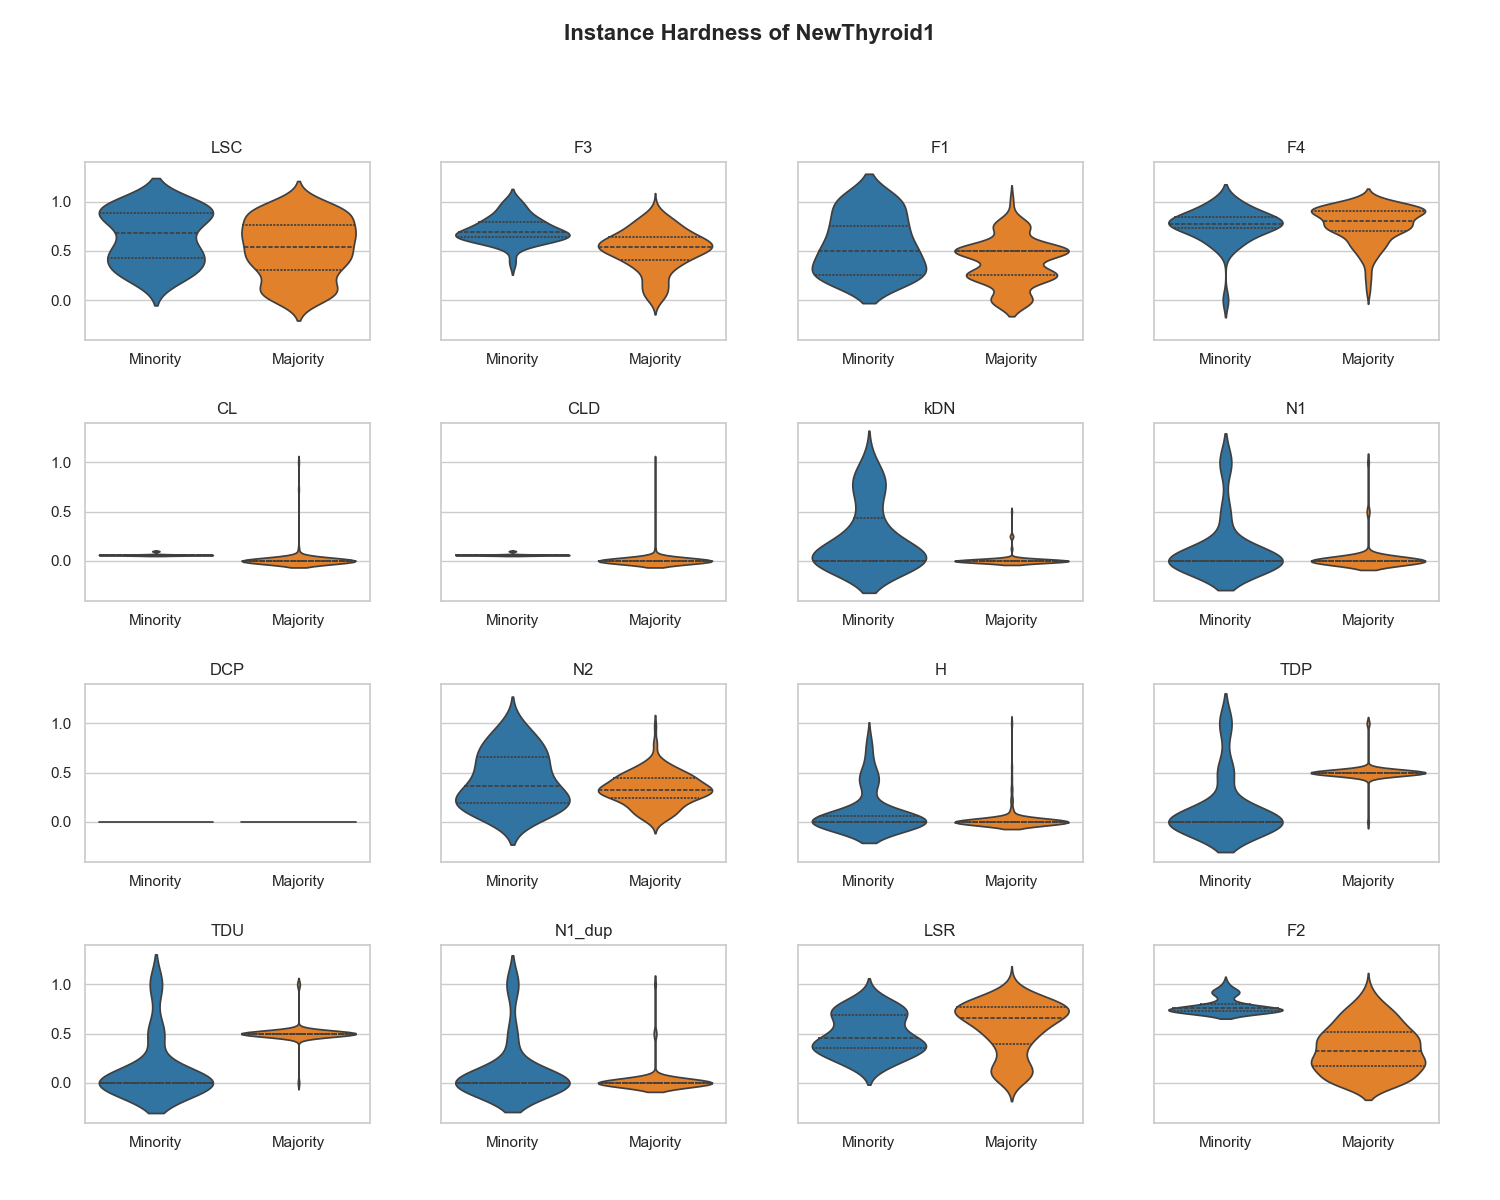 Instance Hardness of NewThyroid1
LSC F3 F1 F4
1.0
0.5
0.0
Minority Majority Minority Majority Minority Majority Minority Majority
CL CLD kDN N1
1.0
0.5
0.0
Minority Majority Minority Majority Minority Majority Minority Majority
DCP N2 H TDP
1.0
0.5
0.0
Minority Majority Minority Majority Minority Majority Minority Majority
TDU N1_dup LSR F2
1.0
0.5
0.0
Minority Majority Minority Majority Minority Majority Minority Majority